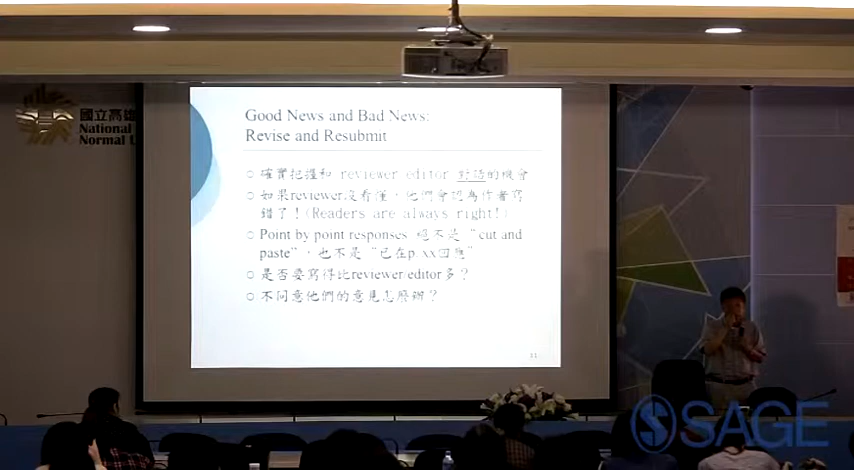 國立高雄
National
Normal U
Good News and Bad News:
Revise and Resubmit
確實把握和 reviewer editor 對話的機會
如果reviewer沒看懂，他們會認為作者寫
錯了！(Readers are always right!)
Point by point responses 絕不是 “cut and
paste”，也不是 “已在p. xx回應”
是否要寫得比reviewer/editor多？
不同意他們的意見怎麼辦？
11
SAGE